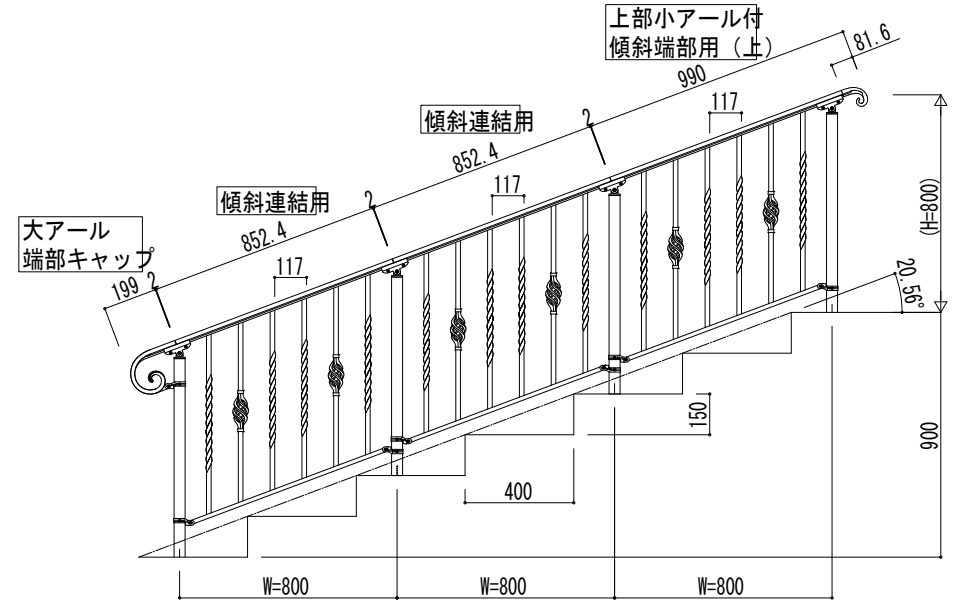 上部小アール付
傾斜端部用（上）
81.6
990
117
2
傾斜連結用
852.4
117
2
傾斜連結用
852.4
117
大アール
端部キャップ
199
2
(H=800)
20.56°
150
900
400
W=800
W=800
W=800